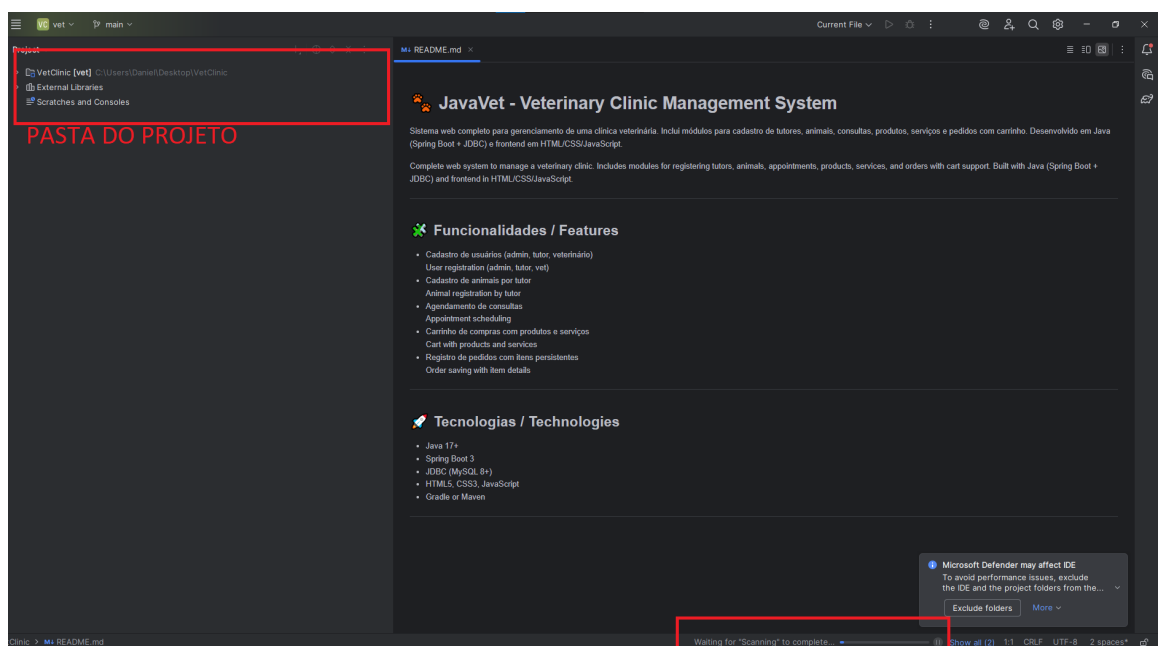 VC vet main
Current File
Project
VetClinic [vet] C:\Users\Daniel\Desktop\VetClinic
External Libraries
Scratches and Consoles
PASTA DO PROJETO
M↓ README.md
JavaVet - Veterinary Clinic Management System
Sistema web completo para gerenciamento de uma clínica veterinária. Inclui módulos para cadastro de tutores, animais, consultas, produtos, serviços e pedidos com carrinho. Desenvolvido em Java
(Spring Boot + JDBC) e frontend em HTML/CSS/JavaScript.
Complete web system to manage a veterinary clinic. Includes modules for registering tutors, animals, appointments, products, services, and orders with cart support. Built with Java (Spring Boot +
JDBC) and frontend in HTML/CSS/JavaScript.
Funcionalidades / Features
• Cadastro de usuários (admin, tutor, veterinário)
User registration (admin, tutor, vet)
• Cadastro de animais por tutor
Animal registration by tutor
• Agendamento de consultas
Appointment scheduling
• Carrinho de compras com produtos e serviços
Cart with products and services
• Registro de pedidos com itens persistentes
Order saving with item details
Tecnologias / Technologies
• Java 17+
• Spring Boot 3
• JDBC (MySQL 8+)
• HTML5, CSS3, JavaScript
• Gradle or Maven
Microsoft Defender may affect IDE
To avoid performance issues, exclude
the IDE and the project folders from the...
Exclude folders More
Clinic > M↓ README.md
Waiting for "Scanning" to complete... Show all (2) 1:1 CRLF UTF-8 2 spaces*